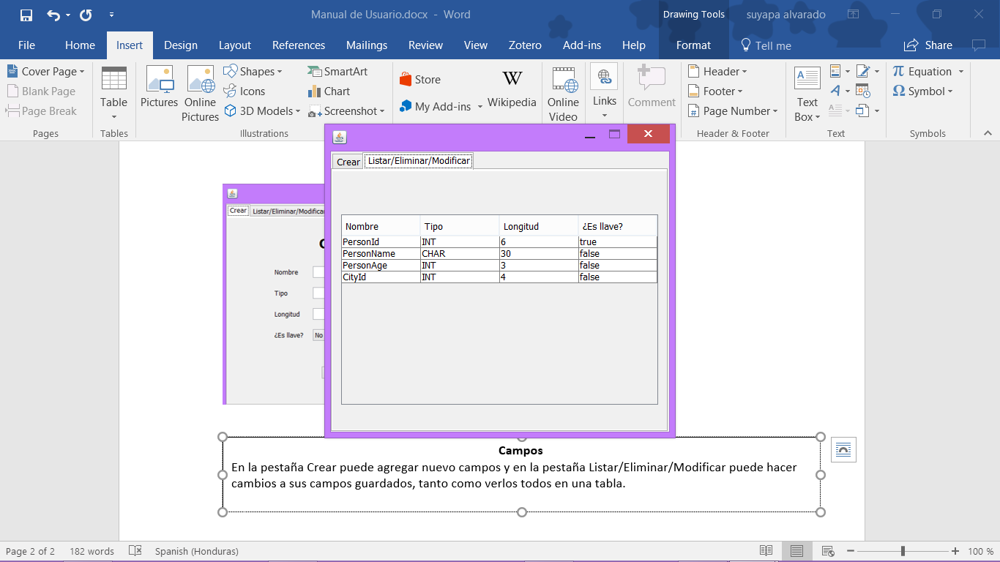 Manual de Usuario.docx - Word
Drawing Tools
suyapa alvarado
File Home Insert Design Layout References Mailings Review View Zotero Add-ins Help Format Tell me Share
Cover Page
Blank Page
Page Break
Pages
Table
Tables
Pictures
Online Pictures
Shapes
Icons
3D Models
SmartArt
Chart
Screenshot
Illustrations
Store
My Add-ins
W
Wikipedia
Online Video
Links
Comment
Header
Footer
Page Number
Header & Footer
Text Box
Text
π Equation
Ω Symbol
Symbols
Crear Listar/Eliminar/Modificar
Nombre Tipo Longitud ¿Es llave?
PersonId INT 6 true
PersonName CHAR 30 false
PersonAge INT 3 false
CityId INT 4 false
Crear Listar/Eliminar/Modificar
Nombre
Tipo
Longitud
¿Es llave? No
Campos
En la pestaña Crear puede agregar nuevo campos y en la pestaña Listar/Eliminar/Modificar puede hacer
cambios a sus campos guardados, tanto como verlos todos en una tabla.
Page 2 of 2 182 words Spanish (Honduras) 100 %